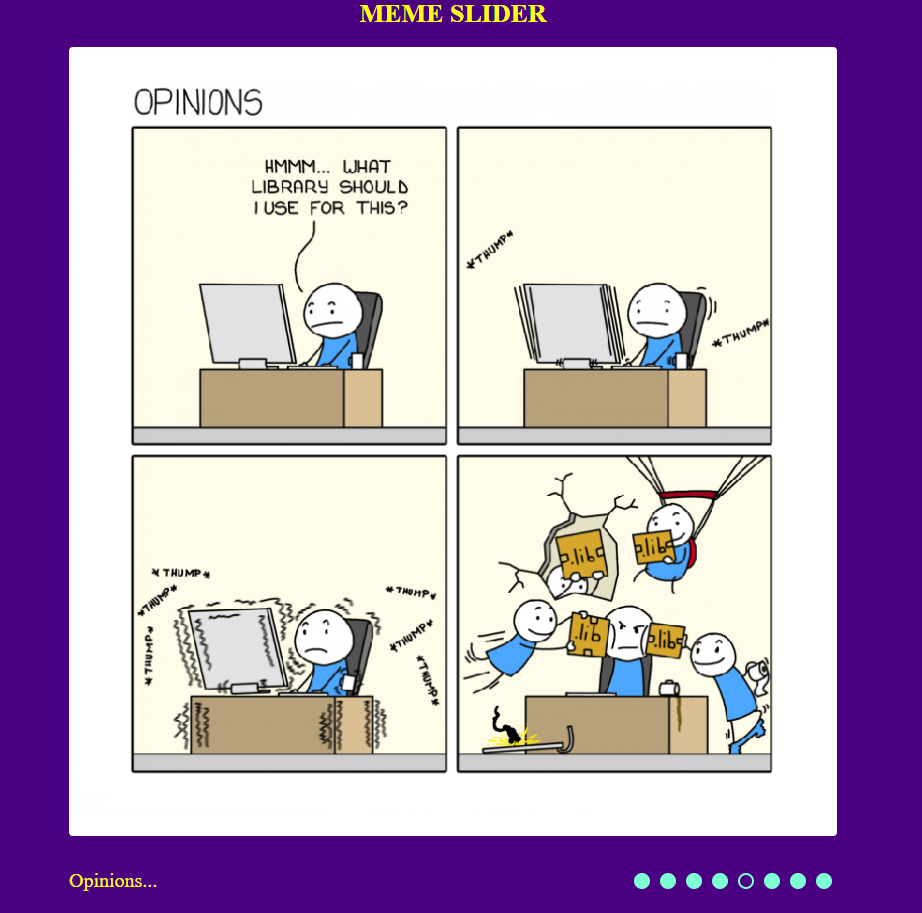 MEME SLIDER
OPINIONS
HMMM... WHAT
LIBRARY SHOULD
I USE FOR THIS?
*THUMP*
*THUMP*
*THUMP*
*THUMP*
*THUMP*
*THUMP*
*THUMP*
*THUMP*
.lib
.lib
.lib
.lib
Opinions...